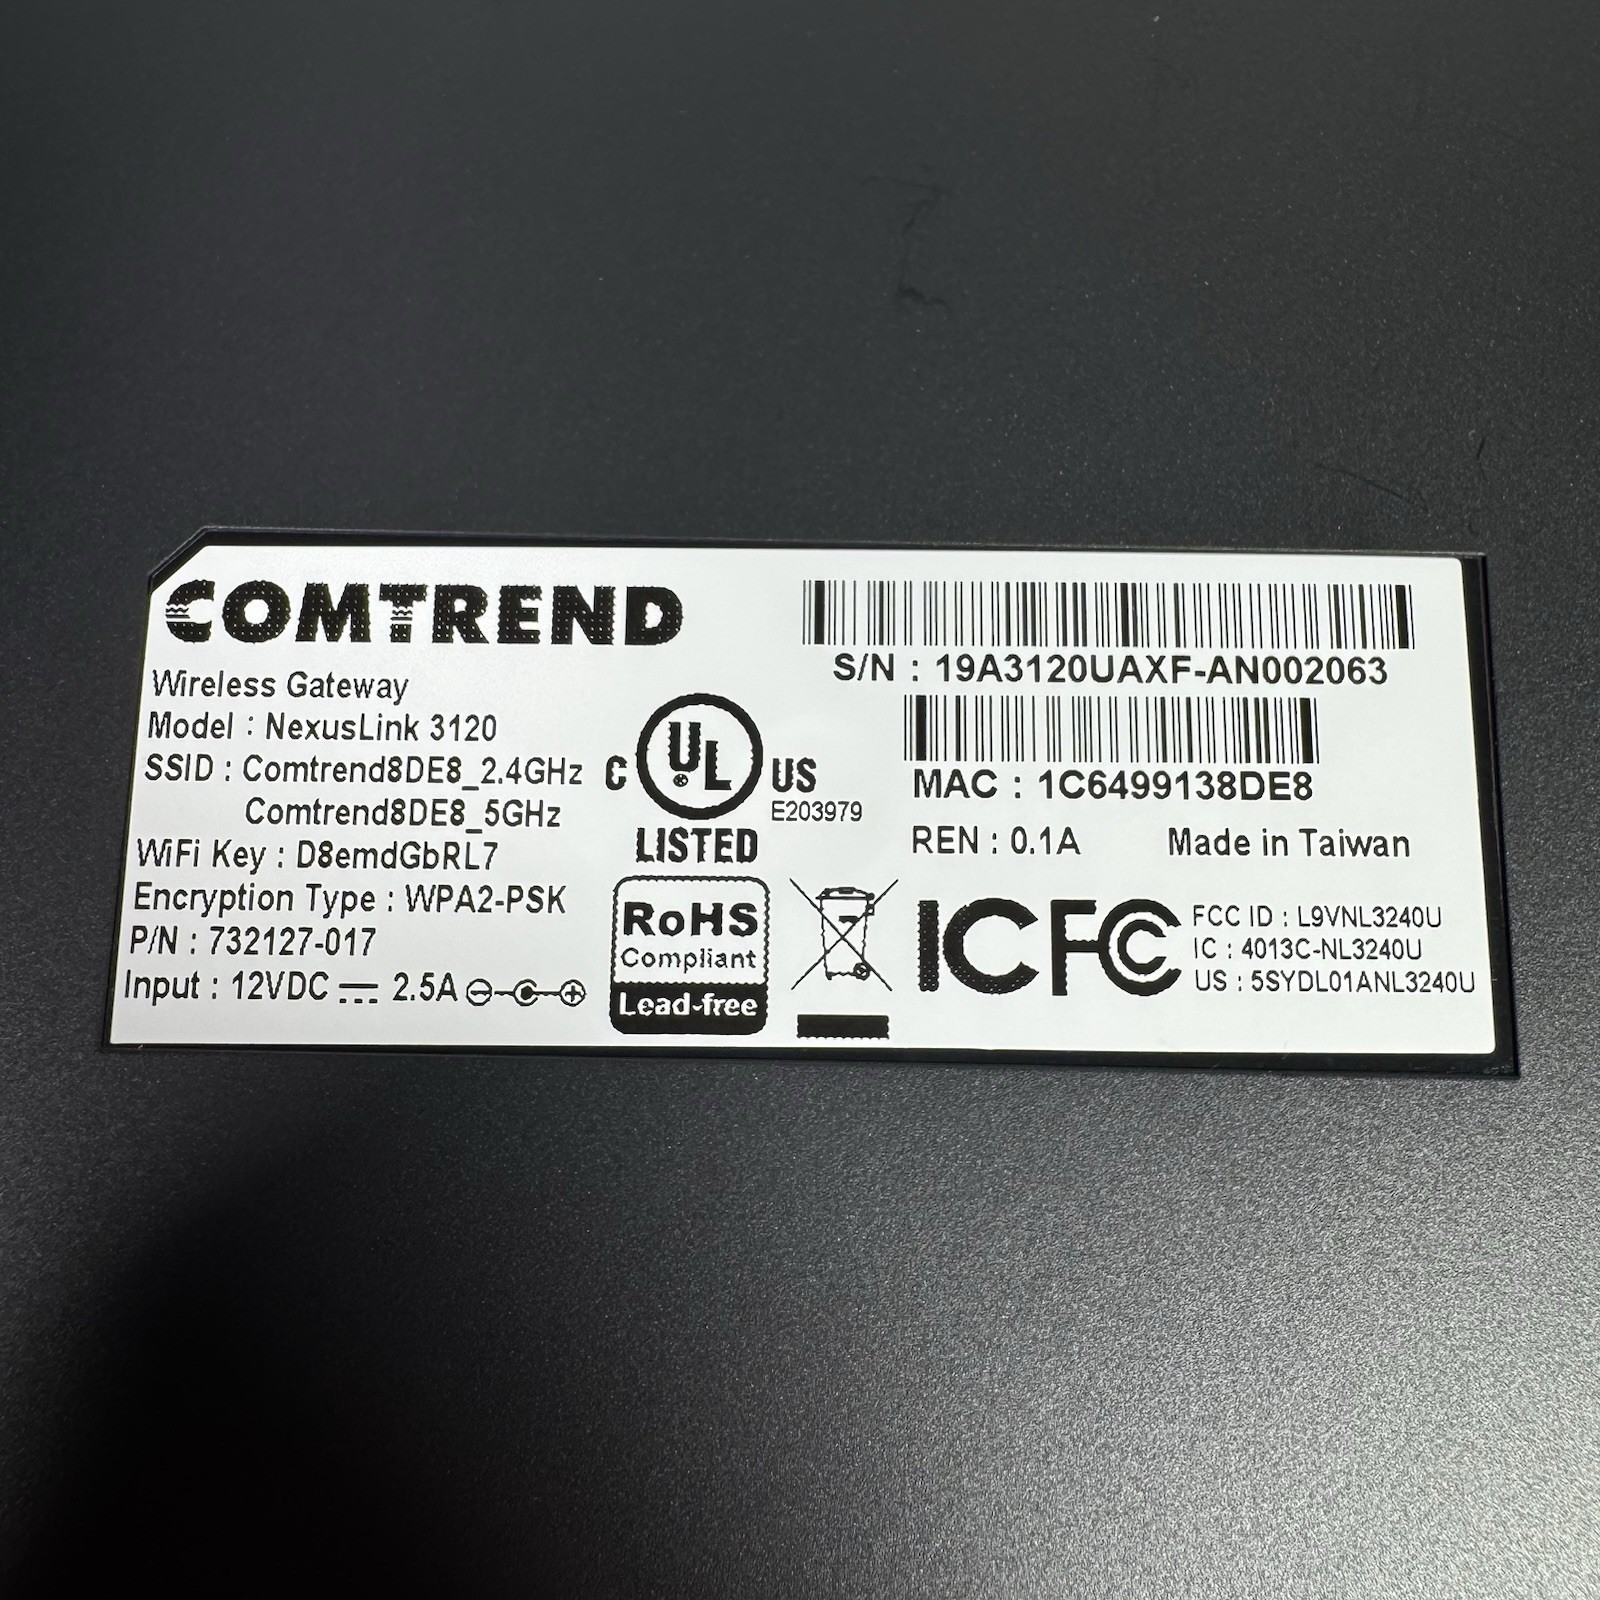 COMTREND
Wireless Gateway
Model : NexusLink 3120
SSID : Comtrend8DE8_2.4GHz
Comtrend8DE8_5GHz
WiFi Key : D8emdGbRL7
Encryption Type : WPA2-PSK
P/N : 732127-017
Input : 12VDC 2.5A
C UL US
E203979
LISTED
RoHS
Compliant
Lead-free
S/N : 19A3120UAXF-AN002063
MAC : 1C6499138DE8
REN : 0.1A Made in Taiwan
IC FC
FCC ID : L9VNL3240U
IC : 4013C-NL3240U
US : 5SYDL01ANL3240U